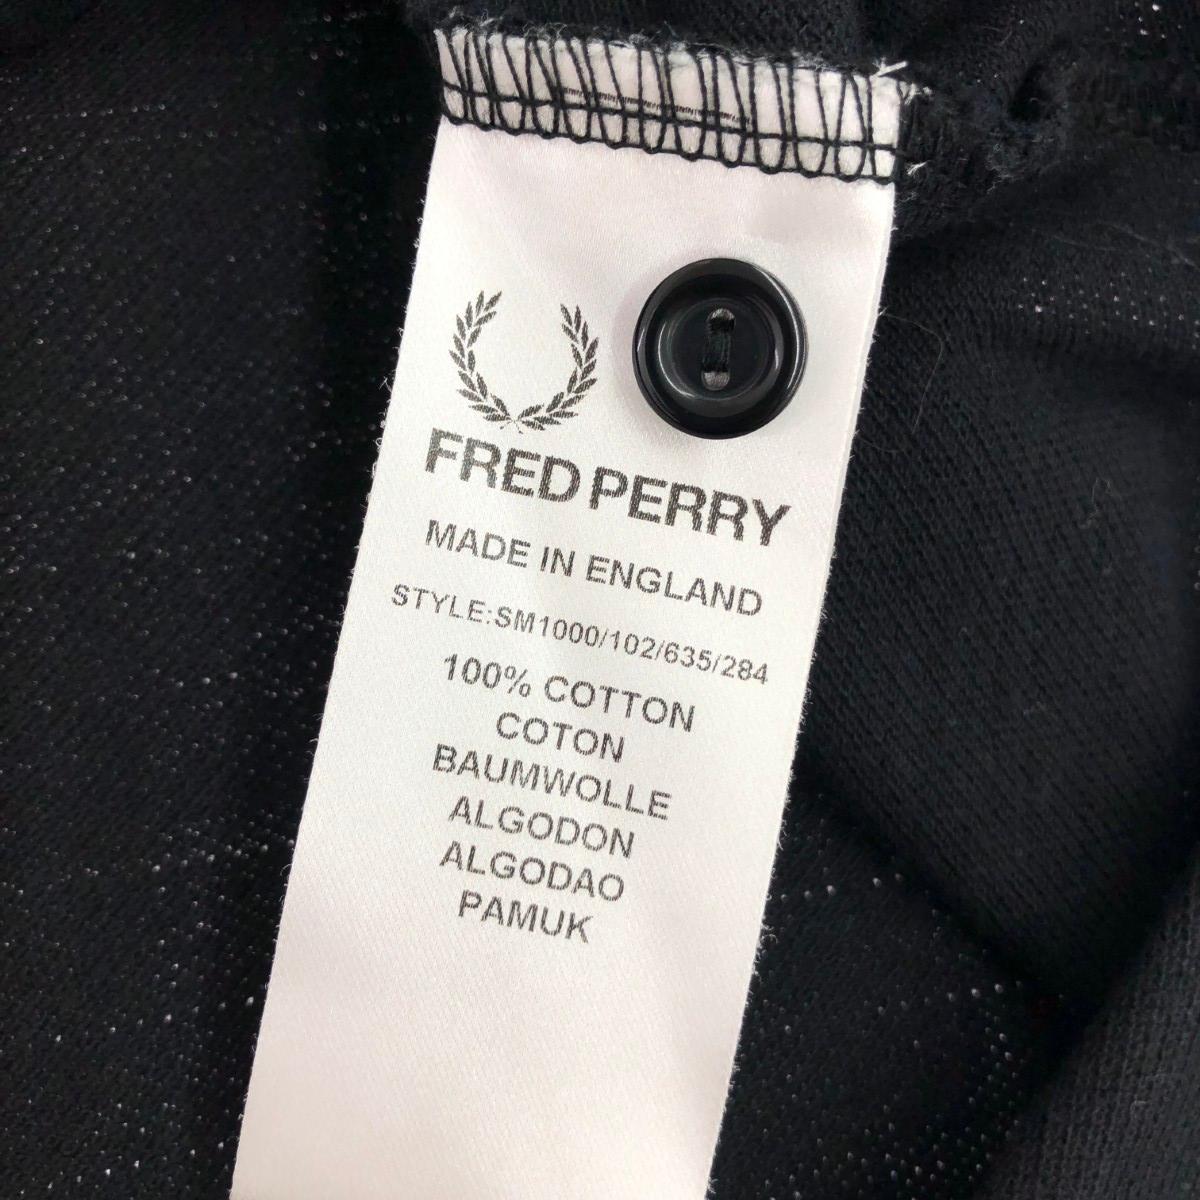 FRED PERRY
MADE IN ENGLAND
STYLE:SM1000/102/635/284
100% COTTON
COTON
BAUMWOLLE
ALGODON
ALGODAO
PAMUK